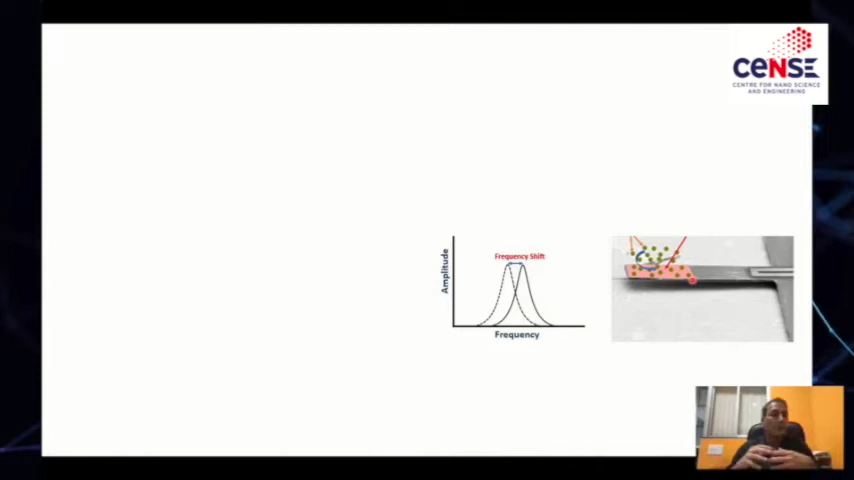 CeNSE
CENTRE FOR NANO SCIENCE
AND ENGINEERING
Frequency Shift
Amplitude
Frequency